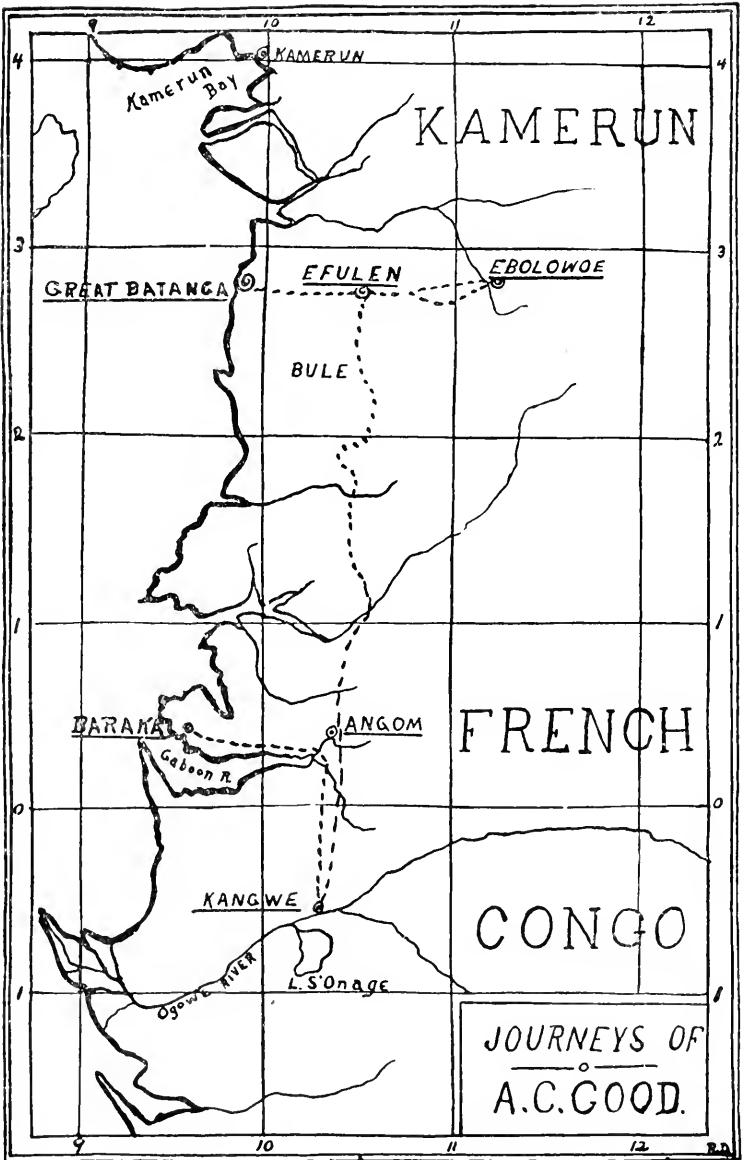 9 10 11 12
4 KAMERUN 4
Kamerun
Bay
KAMERUN
3 3
GREAT BATANGA EFULEN EBOLOWOE
BULE
2 2
1 1
BARAKA ANGOM
FRENCH
Gaboon R.
0 0
KANGWE
CONGO
L. S'Onage
Ogowe RIVER
1 1
JOURNEYS OF
A.C.GOOD.
9 10 11 12
R.D.